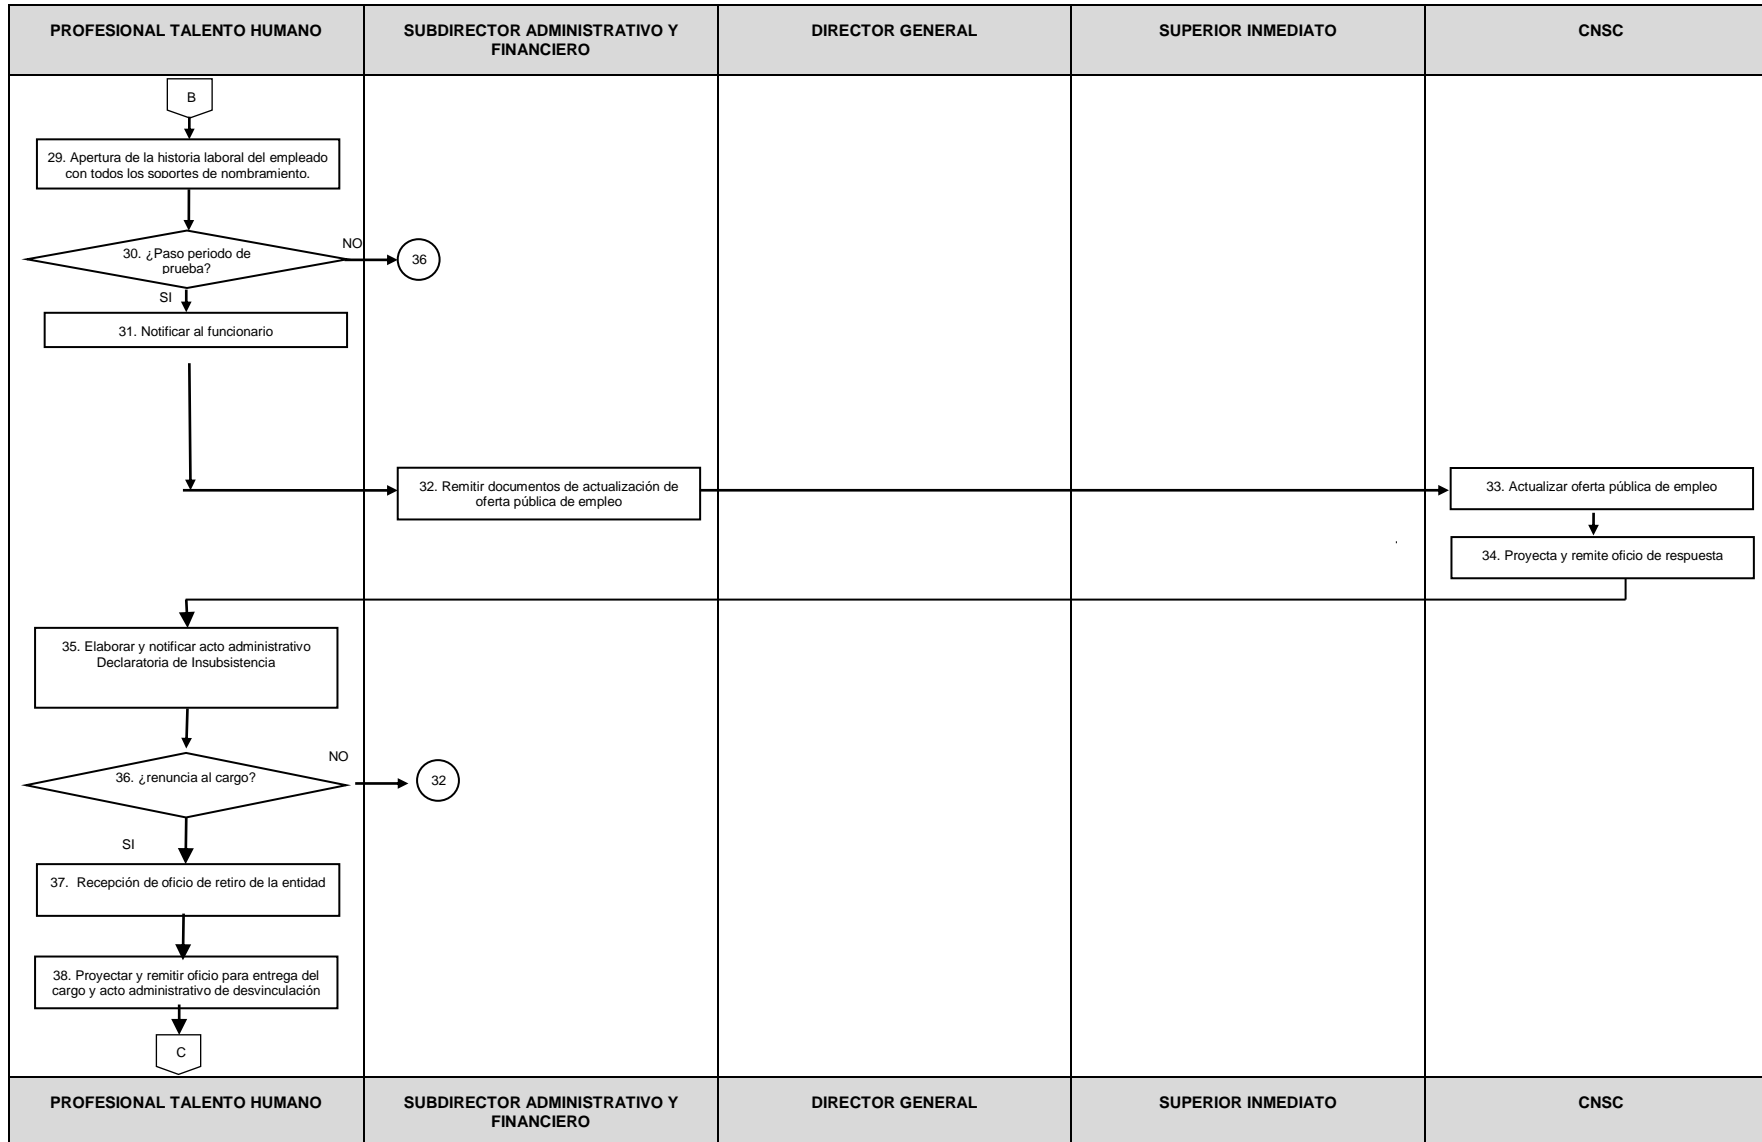 PROFESIONAL TALENTO HUMANO
SUBDIRECTOR ADMINISTRATIVO Y
FINANCIERO
DIRECTOR GENERAL
SUPERIOR INMEDIATO
CNSC
B
29. Apertura de la historia laboral del empleado
con todos los soportes de nombramiento.
30. ¿Paso periodo de
prueba?
NO
36
SI
31. Notificar al funcionario
32. Remitir documentos de actualización de
oferta pública de empleo
33. Actualizar oferta pública de empleo
34. Proyecta y remite oficio de respuesta
35. Elaborar y notificar acto administrativo
Declaratoria de Insubsistencia
36. ¿renuncia al cargo?
NO
32
SI
37. Recepción de oficio de retiro de la entidad
38. Proyectar y remitir oficio para entrega del
cargo y acto administrativo de desvinculación
C
PROFESIONAL TALENTO HUMANO
SUBDIRECTOR ADMINISTRATIVO Y
FINANCIERO
DIRECTOR GENERAL
SUPERIOR INMEDIATO
CNSC